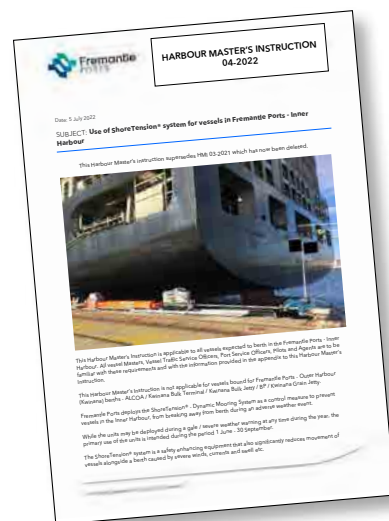 Fremantle
PORTS
HARBOUR MASTER'S INSTRUCTION
04-2022
Date: 5 July 2022
SUBJECT: Use of ShoreTension® system for vessels in Fremantle Ports - Inner
Harbour
This Harbour Master's instruction supersedes HMI 03-2021 which has now been deleted.
This Harbour Master's Instruction is applicable to all vessels expected to berth in the Fremantle Ports - Inner
Harbour. All vessel Masters, Vessel Traffic Service Officers, Port Service Officers, Pilots and Agents are to be
familiar with these requirements and with the information provided in the appendix to this Harbour Master's
Instruction.
This Harbour Master's Instruction is not applicable for vessels bound for Fremantle Ports - Outer Harbour
(Kwinana) berths - ALCOA / Kwinana Bulk Terminal / Kwinana Bulk Jetty / BP / Kwinana Grain Jetty.
Fremantle Ports deploys the ShoreTension® - Dynamic Mooring System as a control measure to prevent
vessels in the Inner Harbour, from breaking away from berth during an adverse weather event.
While the units may be deployed during a gale / severe weather warning at any time during the year, the
primary use of the units is intended during the period 1 June - 30 September.
The ShoreTension® system is a safety enhancing equipment that also significantly reduces movement of
vessels alongside a berth caused by severe winds, currents and swell etc.